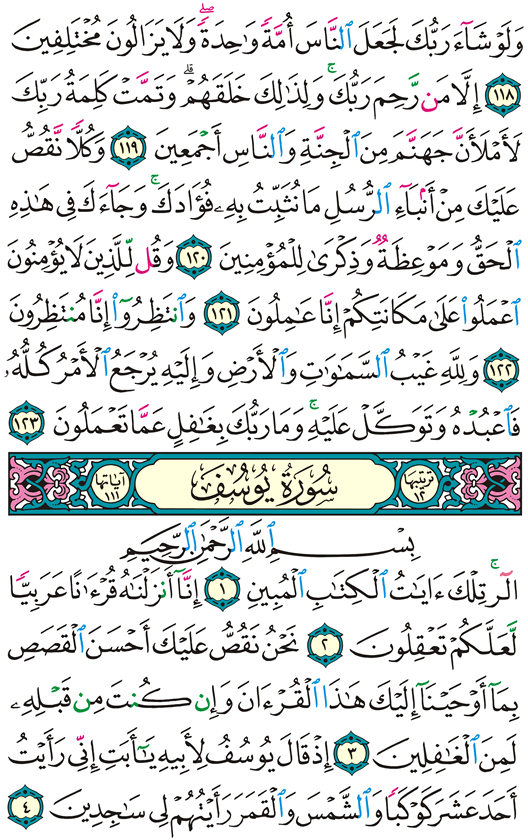 وَلَوْ شَآءَ رَبُّكَ لَجَعَلَ ٱلنَّاسَ أُمَّةً وَٰحِدَةً ۖ وَلَا يَزَالُونَ مُخْتَلِفِينَ
١١٨ إِلَّا مَن رَّحِمَ رَبُّكَ ۚ وَلِذَٰلِكَ خَلَقَهُمْ ۗ وَتَمَّتْ كَلِمَةُ رَبِّكَ
لَأَمْلَأَنَّ جَهَنَّمَ مِنَ ٱلْجِنَّةِ وَٱلنَّاسِ أَجْمَعِينَ ١١٩ وَكُلًّا نَّقُصُّ
عَلَيْكَ مِنْ أَنۢبَآءِ ٱلرُّسُلِ مَا نُثَبِّتُ بِهِۦ فُؤَادَكَ ۚ وَجَآءَكَ فِى هَٰذِهِ
ٱلْحَقُّ وَمَوْعِظَةٌ وَذِكْرَىٰ لِلْمُؤْمِنِينَ ١٢٠ وَقُل لِّلَّذِينَ لَا يُؤْمِنُونَ
ٱعْمَلُوا۟ عَلَىٰ مَكَانَتِكُمْ إِنَّا عَٰمِلُونَ ١٢١ وَٱنتَظِرُوٓا۟ إِنَّا مُنتَظِرُونَ
١٢٢ وَلِلَّهِ غَيْبُ ٱلسَّمَٰوَٰتِ وَٱلْأَرْضِ وَإِلَيْهِ يُرْجَعُ ٱلْأَمْرُ كُلُّهُۥ
فَٱعْبُدْهُ وَتَوَكَّلْ عَلَيْهِ ۚ وَمَا رَبُّكَ بِغَٰفِلٍ عَمَّا تَعْمَلُونَ ١٢٣
ترتيبها ١٢ سُورَةُ يُوسُفَ آياتها ١١١
بِسْمِ ٱللَّهِ ٱلرَّحْمَٰنِ ٱلرَّحِيمِ
الٓر ۚ تِلْكَ ءَايَٰتُ ٱلْكِتَٰبِ ٱلْمُبِينِ ١ إِنَّآ أَنزَلْنَٰهُ قُرْءَٰنًا عَرَبِيًّا
لَّعَلَّكُمْ تَعْقِلُونَ ٢ نَحْنُ نَقُصُّ عَلَيْكَ أَحْسَنَ ٱلْقَصَصِ
بِمَآ أَوْحَيْنَآ إِلَيْكَ هَٰذَا ٱلْقُرْءَانَ وَإِن كُنتَ مِن قَبْلِهِۦ
لَمِنَ ٱلْغَٰفِلِينَ ٣ إِذْ قَالَ يُوسُفُ لِأَبِيهِ يَٰٓأَبَتِ إِنِّى رَأَيْتُ
أَحَدَ عَشَرَ كَوْكَبًا وَٱلشَّمْسَ وَٱلْقَمَرَ رَأَيْتُهُمْ لِى سَٰجِدِينَ ٤